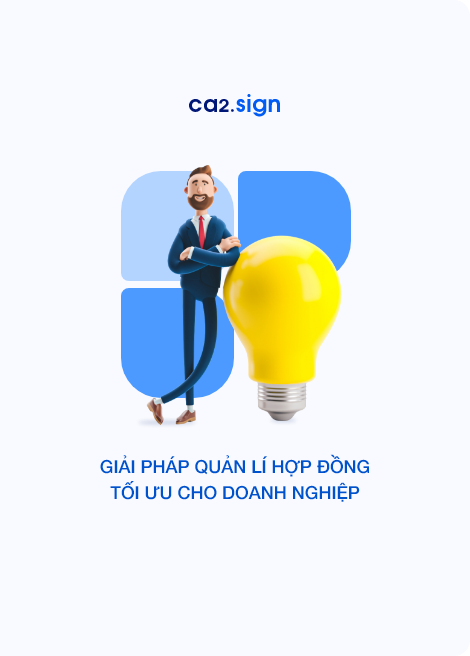 ca2.sign
GIẢI PHÁP QUẢN LÍ HỢP ĐỒNG
TỐI ƯU CHO DOANH NGHIỆP